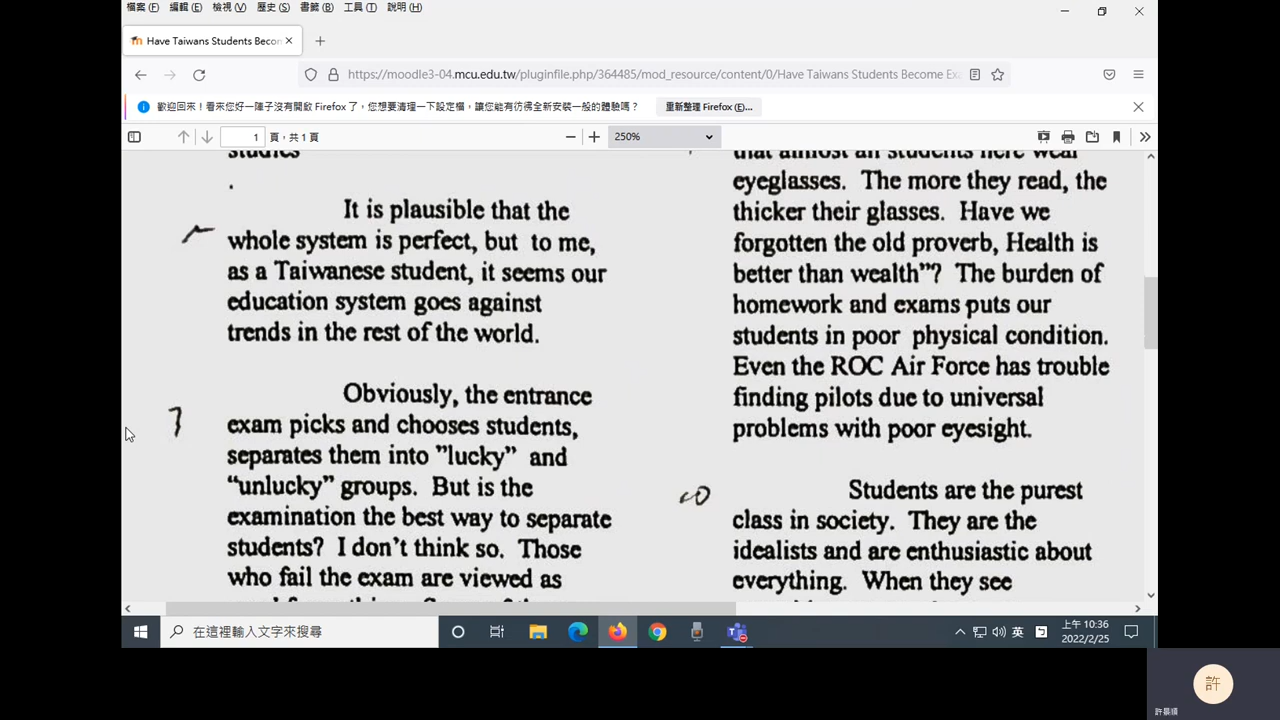 檔案(F) 編輯(E) 檢視(V) 歷史(S) 書籤(B) 工具(T) 說明(H)
Have Taiwans Students Becom
https://moodle3-04.mcu.edu.tw/pluginfile.php/364485/mod_resource/content/0/Have Taiwans Students Become Exa
歡迎回來！看來您好一陣子沒有開啟 Firefox 了，您想要清理一下設定檔，讓您能有彷彿全新安裝一般的體驗嗎？ 重新整理 Firefox (E)...
1 頁，共 1 頁 250%
studies
.
It is plausible that the
whole system is perfect, but to me,
as a Taiwanese student, it seems our
education system goes against
trends in the rest of the world.
7
Obviously, the entrance
exam picks and chooses students,
separates them into "lucky" and
“unlucky” groups. But is the
examination the best way to separate
students? I don't think so. Those
who fail the exam are viewed as
that almost all students here wear
eyeglasses. The more they read, the
thicker their glasses. Have we
forgotten the old proverb, Health is
better than wealth”? The burden of
homework and exams puts our
students in poor physical condition.
Even the ROC Air Force has trouble
finding pilots due to universal
problems with poor eyesight.
10
Students are the purest
class in society. They are the
idealists and are enthusiastic about
everything. When they see
在這裡輸入文字來搜尋
英
上午 10:36
2022/2/25
許